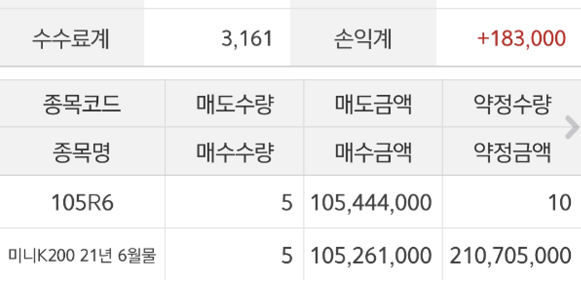 수수료계 3,161 손익계 +183,000
종목코드 매도수량 매도금액 약정수량
종목명 매수수량 매수금액 약정금액
105R6 5 105,444,000 10
미니K200 21년 6월물 5 105,261,000 210,705,000